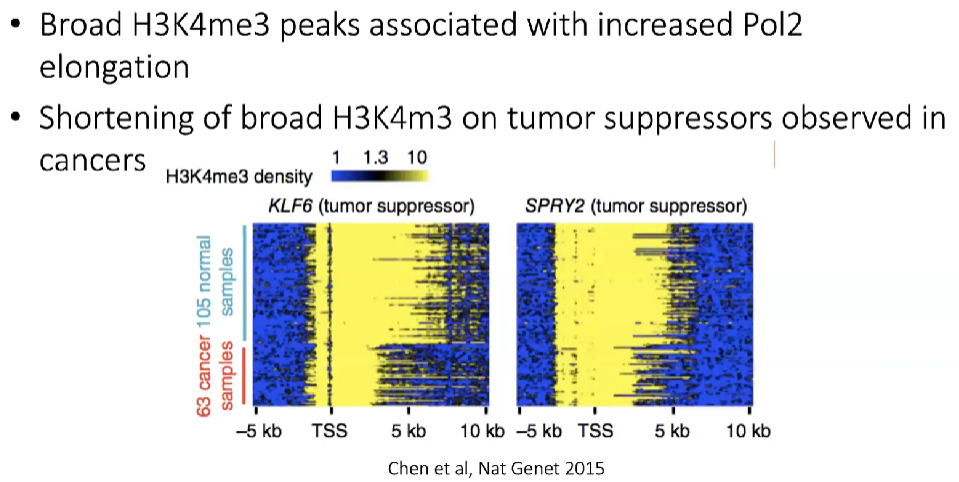 • Broad H3K4me3 peaks associated with increased Pol2
elongation
• Shortening of broad H3K4m3 on tumor suppressors observed in
cancers
1 1.3 10
H3K4me3 density
KLF6 (tumor suppressor)
SPRY2 (tumor suppressor)
105 normal
samples
63 cancer
samples
–5 kb TSS 5 kb 10 kb
–5 kb TSS 5 kb 10 kb
Chen et al, Nat Genet 2015